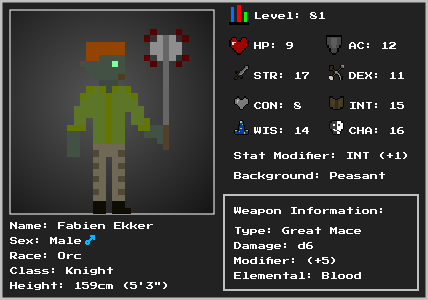 Level: 81
HP: 9
AC: 12
STR: 17
DEX: 11
CON: 8
INT: 15
WIS: 14
CHA: 16
Stat Modifier: INT (+1)
Background: Peasant
Name: Fabien Ekker
Sex: Male♂
Race: Orc
Class: Knight
Height: 159cm (5'3")
Weapon Information:
Type: Great Mace
Damage: d6
Modifier: (+5)
Elemental: Blood